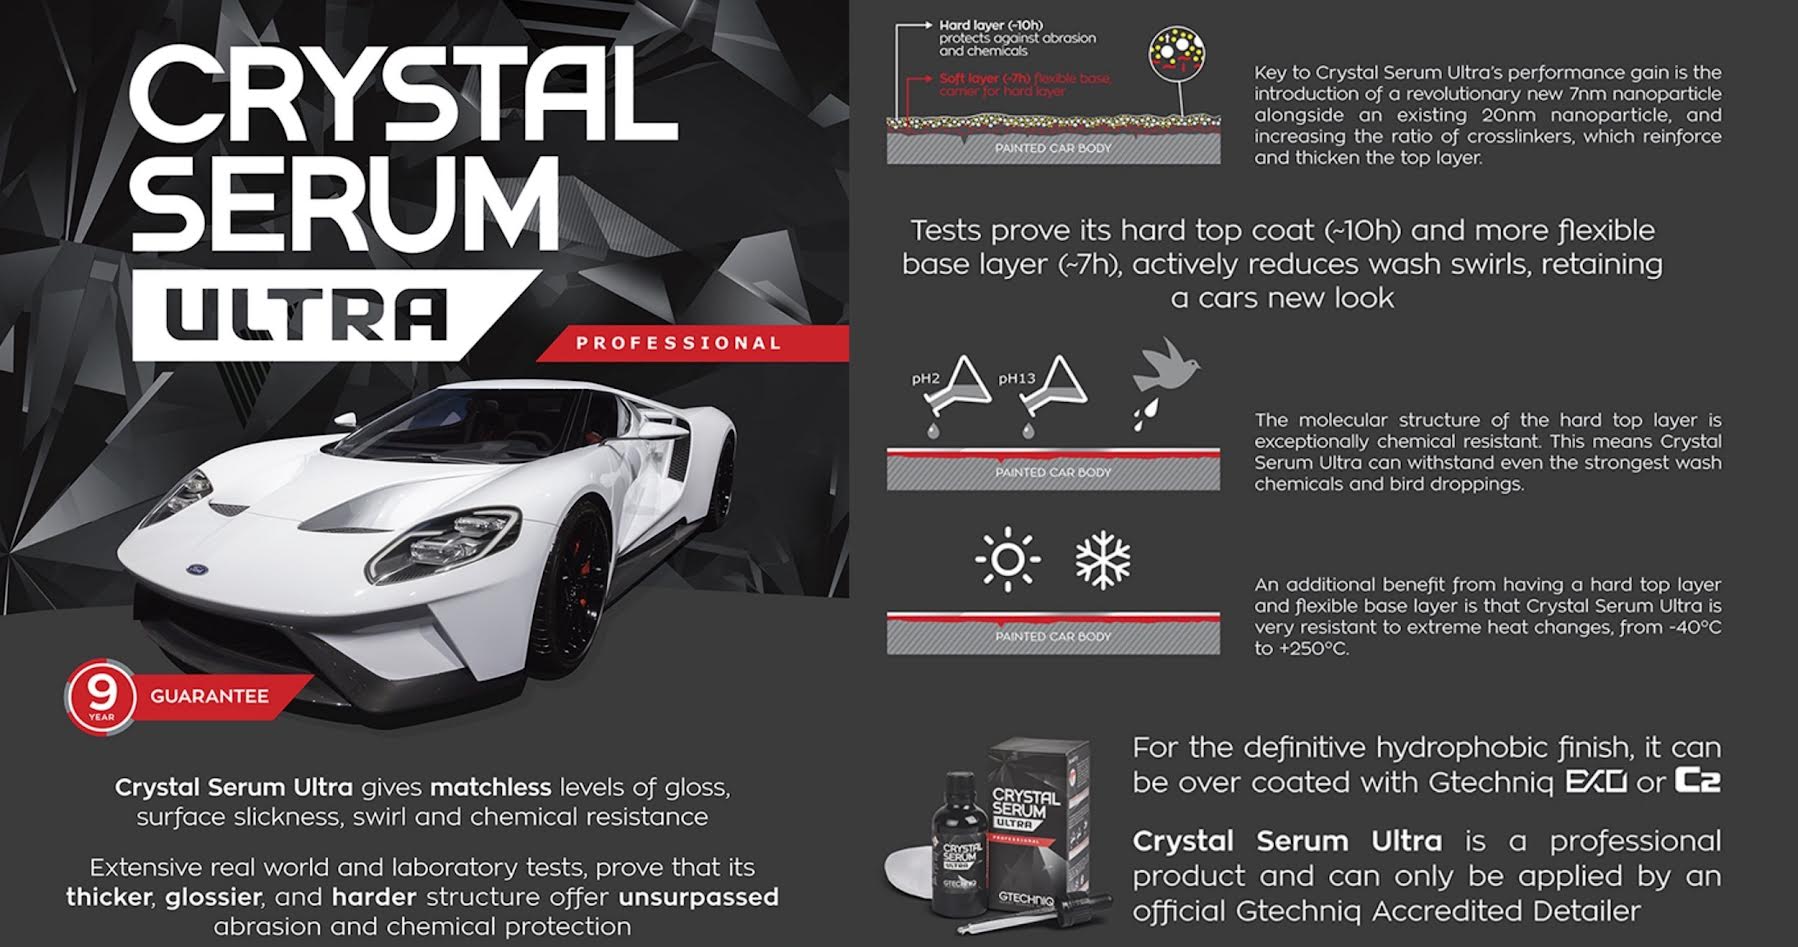 CRYSTAL
SERUM
ULTRA
PROFESSIONAL
9
YEAR
GUARANTEE
Crystal Serum Ultra gives matchless levels of gloss,
surface slickness, swirl and chemical resistance
Extensive real world and laboratory tests, prove that its
thicker, glossier, and harder structure offer unsurpassed
abrasion and chemical protection
Hard layer (~10h)
protects against abrasion
and chemicals
Soft layer (~7h) flexible base,
carrier for hard layer
PAINTED CAR BODY
Key to Crystal Serum Ultra's performance gain is the
introduction of a revolutionary new 7nm nanoparticle
alongside an existing 20nm nanoparticle, and
increasing the ratio of crosslinkers, which reinforce
and thicken the top layer.
Tests prove its hard top coat (~10h) and more flexible
base layer (~7h), actively reduces wash swirls, retaining
a cars new look
pH2
pH13
PAINTED CAR BODY
The molecular structure of the hard top layer is
exceptionally chemical resistant. This means Crystal
Serum Ultra can withstand even the strongest wash
chemicals and bird droppings.
PAINTED CAR BODY
An additional benefit from having a hard top layer
and flexible base layer is that Crystal Serum Ultra is
very resistant to extreme heat changes, from -40°C
to +250°C.
CRYSTAL
SERUM
ULTRA
PROFESSIONAL
GTECHNIQ
CRYSTAL
SERUM
ULTRA
GTECHNIQ
For the definitive hydrophobic finish, it can
be over coated with Gtechniq EXO or C2
Crystal Serum Ultra is a professional
product and can only be applied by an
official Gtechniq Accredited Detailer